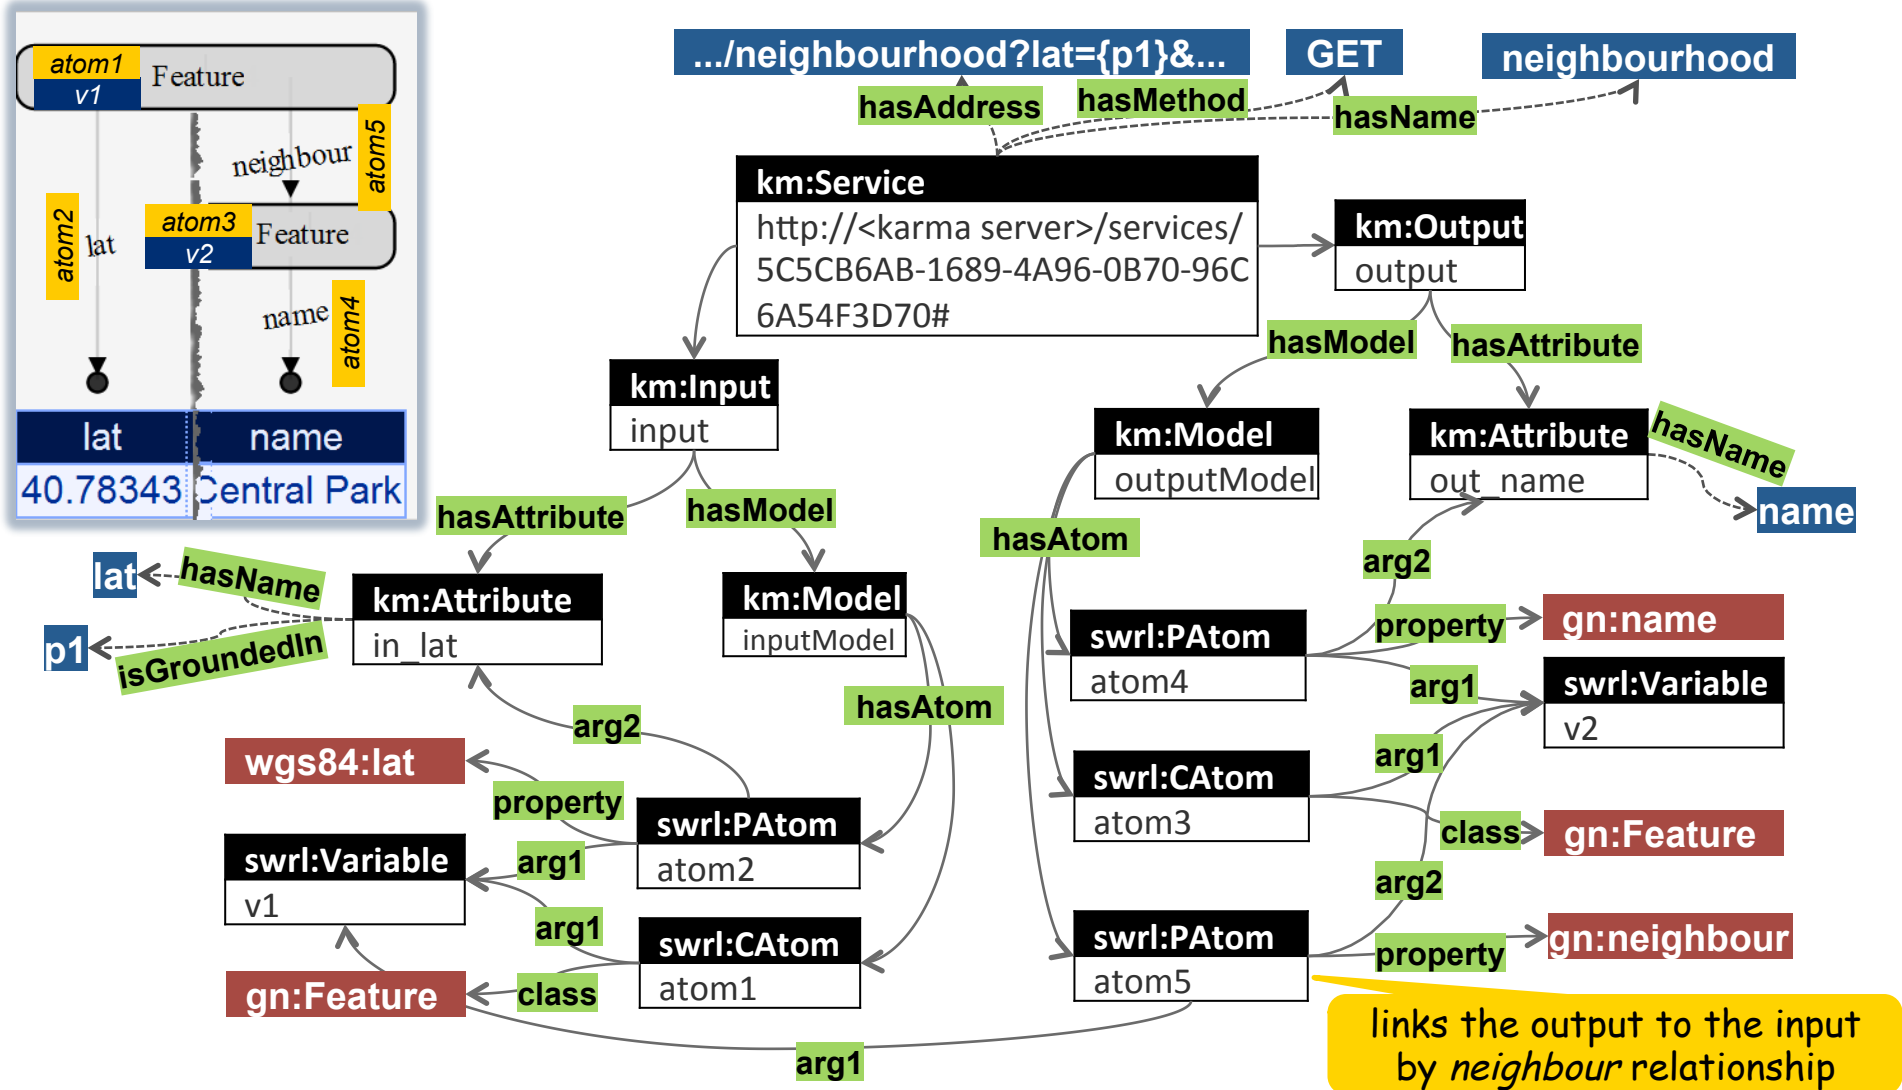 atom1
v1
Feature
atom5
neighbour
atom2
lat
atom3
v2
Feature
name
atom4
lat
name
40.78343
Central Park
.../neighbourhood?lat={p1}&...
GET
neighbourhood
hasAddress
hasMethod
hasName
km:Service
http://<karma server>/services/
5C5CB6AB-1689-4A96-0B70-96C
6A54F3D70#
km:Output
output
hasModel
hasAttribute
km:Input
input
hasAttribute
hasModel
km:Model
outputModel
km:Attribute
out_name
hasName
name
hasAtom
arg2
lat
hasName
p1
isGroundedIn
km:Attribute
in_lat
km:Model
inputModel
hasAtom
arg2
wgs84:lat
property
swrl:PAtom
atom2
swrl:Variable
v1
arg1
arg1
swrl:CAtom
atom1
gn:Feature
class
arg1
swrl:PAtom
atom4
property
gn:name
arg1
swrl:Variable
v2
swrl:CAtom
atom3
arg1
class
gn:Feature
arg2
swrl:PAtom
atom5
property
gn:neighbour
links the output to the input
by neighbour relationship